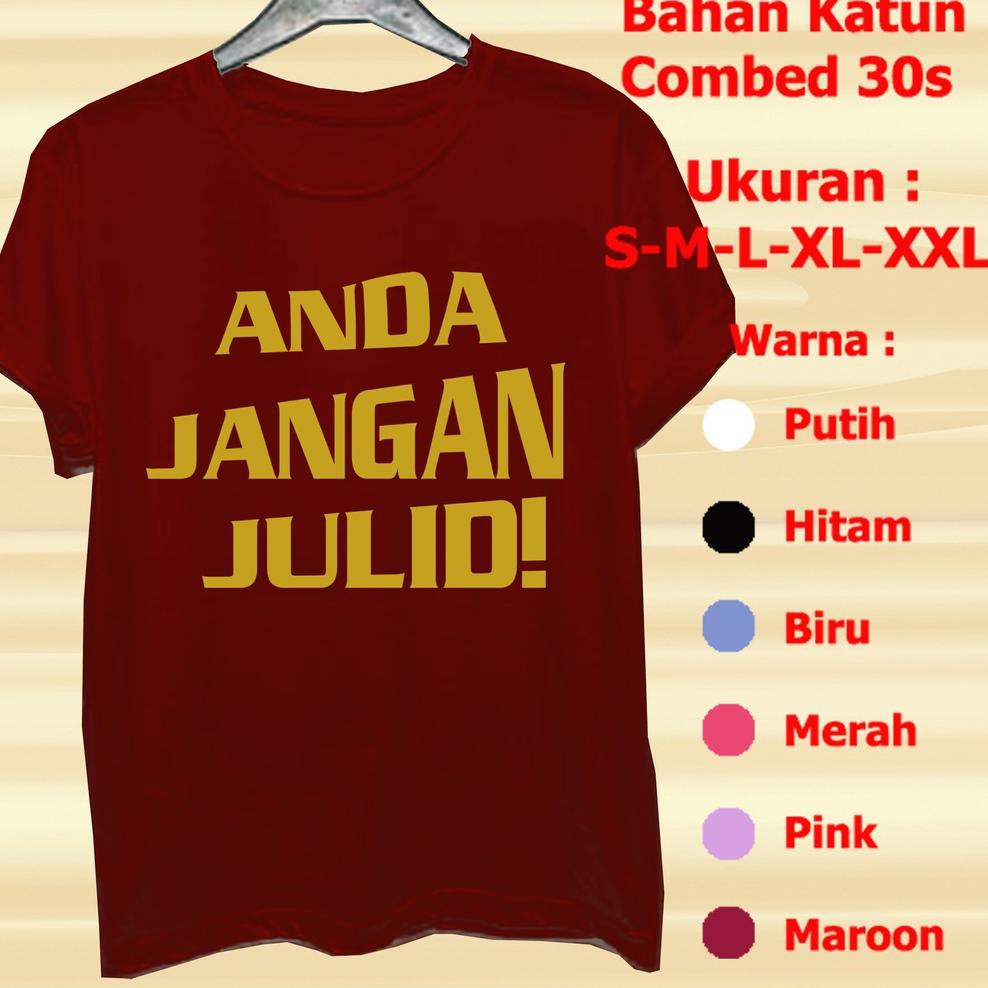 ANDA
JANGAN
JULID!
Bahan Katun
Combed 30s
Ukuran :
S-M-L-XL-XXL
Warna :
Putih
Hitam
Biru
Merah
Pink
Maroon